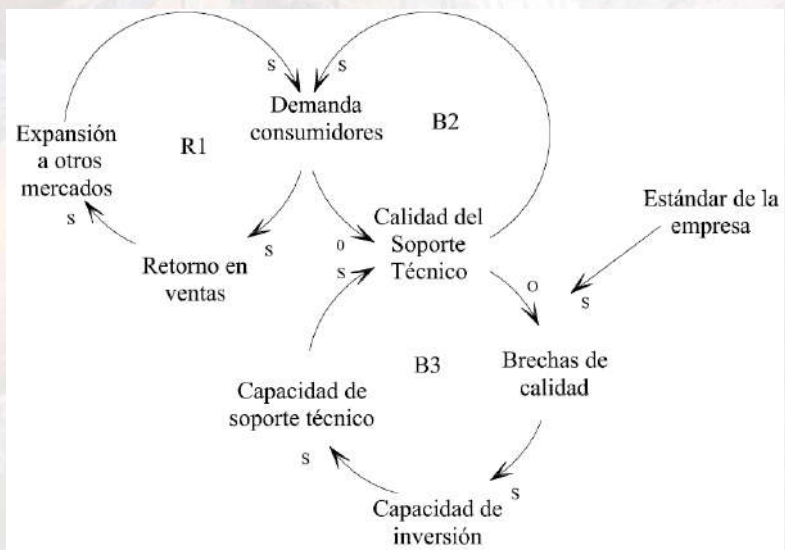 s
s
Demanda
consumidores
B2
Expansión
a otros
mercados
R1
s
Estándar de la
empresa
Calidad del
Soporte
Técnico
o
s
s
Retorno en
ventas
O
s
Brechas de
calidad
B3
Capacidad de
soporte técnico
s
s
Capacidad de
inversión